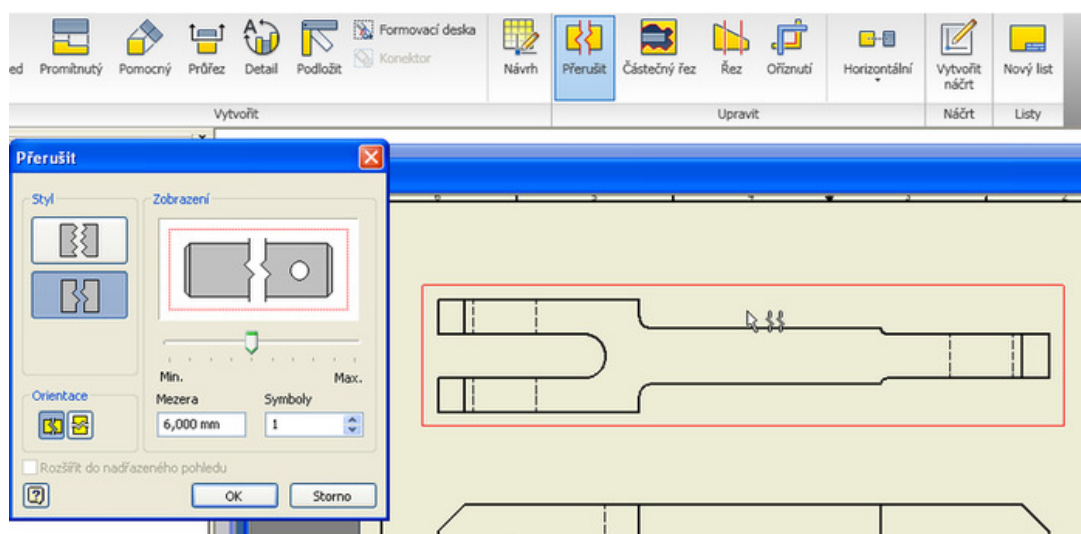 Formovací deska
Konektor
ed Promítnutý Pomocný Průřez Detail Podložit Návrh Přerušit Částečný řez Řez Oříznutí Horizontální Vytvořit náčrt Nový list
Vytvořit Upravit Náčrt Listy
Přerušit
Styl Zobrazení
Min. Max.
Orientace Mezera Symboly
6,000 mm 1
Rozšířit do nadřazeného pohledu
OK Storno